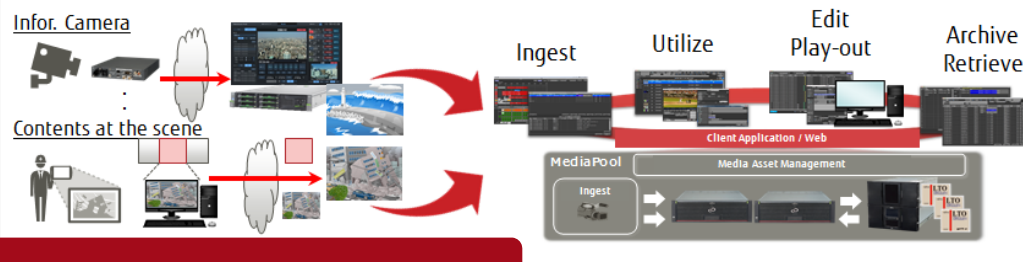 Infor. Camera
Contents at the scene
Ingest
Utilize
Edit
Play-out
Archive
Retrieve
Client Application / Web
MediaPool
Media Asset Management
Ingest
LTO
LTO
LTO